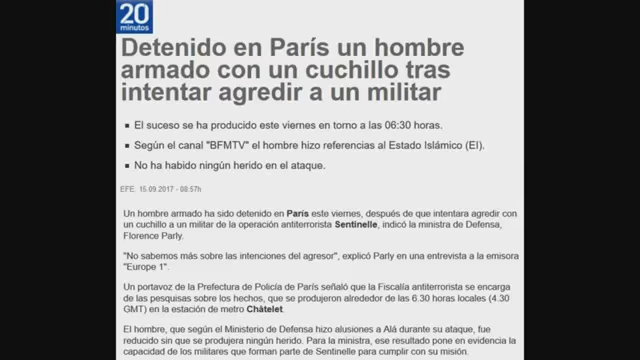 20
minutos
Detenido en París un hombre
armado con un cuchillo tras
intentar agredir a un militar
El suceso se ha producido este viernes en torno a las 06:30 horas.
Según el canal "BFMTV" el hombre hizo referencias al Estado Islámico (EI).
No ha habido ningún herido en el ataque.
EFE. 15.09.2017 - 08:57h
Un hombre armado ha sido detenido en París este viernes, después de que intentara agredir con
un cuchillo a un militar de la operación antiterrorista Sentinelle, indicó la ministra de Defensa,
Florence Parly.
"No sabemos más sobre las intenciones del agresor", explicó Parly en una entrevista a la emisora
"Europe 1".
Un portavoz de la Prefectura de Policía de París señaló que la Fiscalía antiterrorista se encarga
de las pesquisas sobre los hechos, que se produjeron alrededor de las 6.30 horas locales (4.30
GMT) en la estación de metro Châtelet.
El hombre, que según el Ministerio de Defensa hizo alusiones a Alá durante su ataque, fue
reducido sin que se produjera ningún herido. Para la ministra, ese resultado pone en evidencia la
capacidad de los militares que forman parte de Sentinelle para cumplir con su misión.